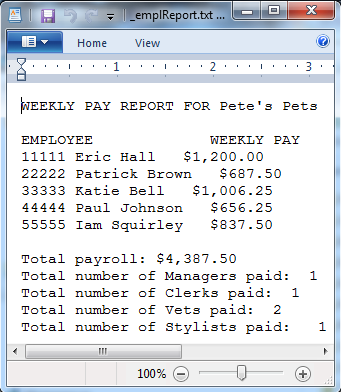 _emplReport.txt ...
Home View
1 2 3
WEEKLY PAY REPORT FOR Pete's Pets
EMPLOYEE WEEKLY PAY
11111 Eric Hall $1,200.00
22222 Patrick Brown $687.50
33333 Katie Bell $1,006.25
44444 Paul Johnson $656.25
55555 Iam Squirley $837.50
Total payroll: $4,387.50
Total number of Managers paid: 1
Total number of Clerks paid: 1
Total number of Vets paid: 2
Total number of Stylists paid: 1
100%